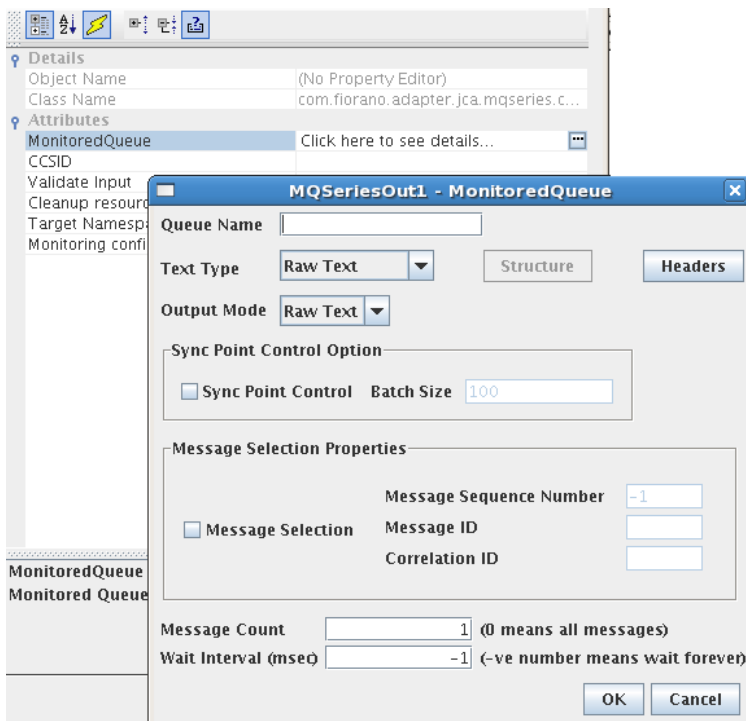 Details
Object Name (No Property Editor)
Class Name com.fiorano.adapter.jca.mqseries.c...
Attributes
MonitoredQueue Click here to see details...
CCSID
Validate Input
Cleanup resourc
Target Namespa
Monitoring confi
MonitoredQueue
Monitored Queue
MQSeriesOut1 - MonitoredQueue
Queue Name
Text Type Raw Text Structure Headers
Output Mode Raw Text
Sync Point Control Option
Sync Point Control Batch Size 100
Message Selection Properties
Message Sequence Number -1
Message Selection Message ID
Correlation ID
Message Count 1 (0 means all messages)
Wait Interval (msec) -1 (-ve number means wait forever)
OK Cancel